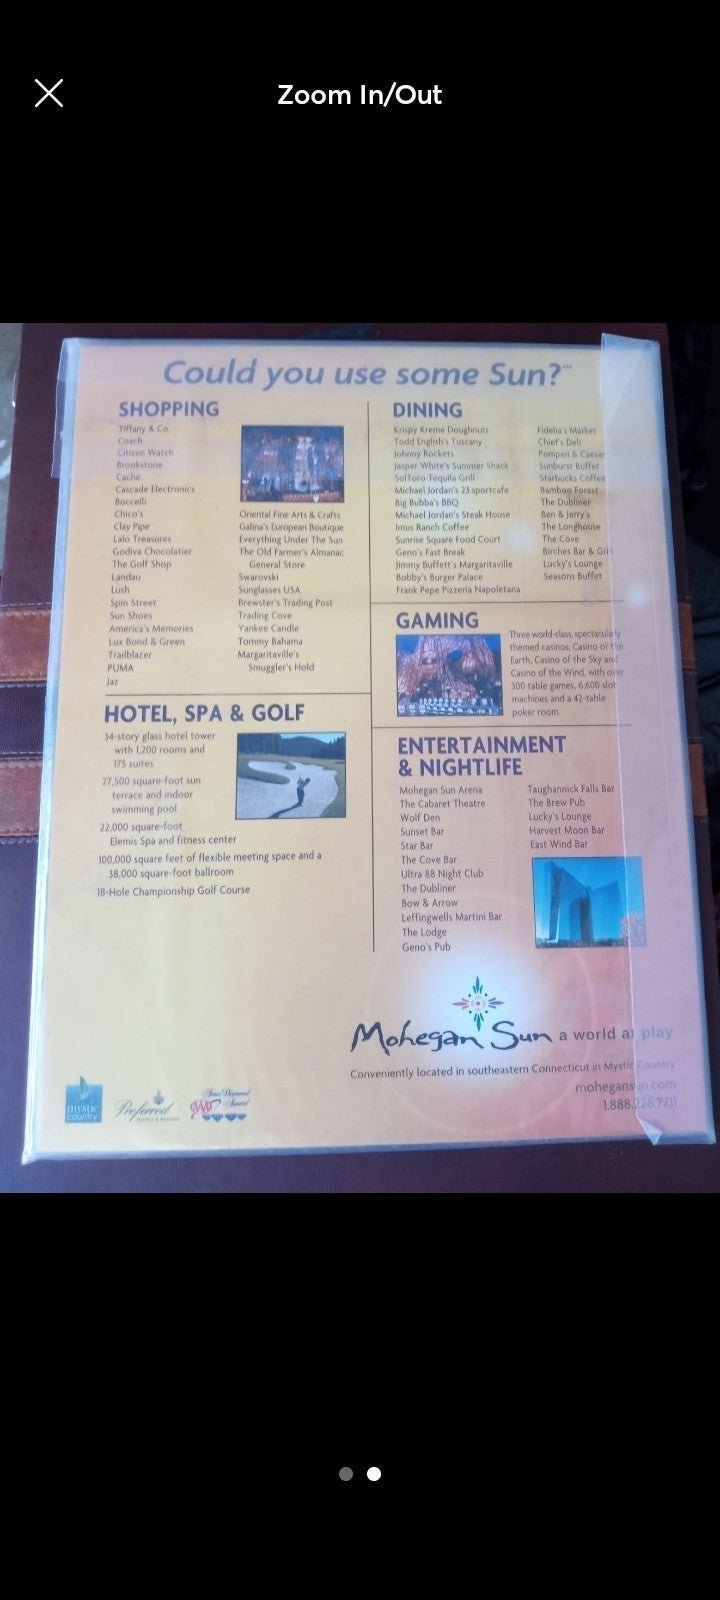 Zoom In/Out
Could you use some Sun?℠
SHOPPING
Tiffany & Co.
Coach
Citizen Watch
Brookstone
Cache
Cascade Electronics
Boccelli
Chico's
Clay Pipe
Lalo Treasures
Godiva Chocolatier
The Golf Shop
Landau
Lush
Spin Street
Sun Shoes
America's Memories
Lux Bond & Green
Trailblazer
PUMA
Jaz
Oriental Fine Arts & Crafts
Galina's European Boutique
Everything Under The Sun
The Old Farmer's Almanac
General Store
Swarovski
Sunglasses USA
Brewster's Trading Post
Trading Cove
Yankee Candle
Tommy Bahama
Margaritaville's
Smuggler's Hold
HOTEL, SPA & GOLF
34-story glass hotel tower
with 1,200 rooms and
175 suites
27,500 square-foot sun
terrace and indoor
swimming pool
22,000 square-foot
Elemis Spa and fitness center
100,000 square feet of flexible meeting space and a
38,000 square-foot ballroom
18-Hole Championship Golf Course
DINING
Krispy Kreme Doughnuts
Todd English's Tuscany
Johnny Rockets
Jasper White's Summer Shack
SolToro Tequila Grill
Michael Jordan's 23.sportcafe
Big Bubba's BBQ
Michael Jordan's Steak House
Imus Ranch Coffee
Sunrise Square Food Court
Geno's Fast Break
Jimmy Buffett's Margaritaville
Bobby's Burger Palace
Frank Pepe Pizzeria Napoletana
Fidelia's Market
Chief's Deli
Pompeii & Caesar
Sunburst Buffet
Starbucks Coffee
Bamboo Forest
The Dubliner
Ben & Jerry's
The Longhouse
The Cove
Birches Bar & Grill
Lucky's Lounge
Seasons Buffet
GAMING
Three world-class, spectacularly
themed casinos, Casino of the
Earth, Casino of the Sky and
Casino of the Wind, with over
300 table games, 6,600 slot
machines and a 42-table
poker room.
ENTERTAINMENT
& NIGHTLIFE
Mohegan Sun Arena
The Cabaret Theatre
Wolf Den
Sunset Bar
Star Bar
The Cove Bar
Ultra 88 Night Club
The Dubliner
Bow & Arrow
Leffingwells Martini Bar
The Lodge
Geno's Pub
Taughannick Falls Bar
The Brew Pub
Lucky's Lounge
Harvest Moon Bar
East Wind Bar
Mohegan Sun a world at play
Conveniently located in southeastern Connecticut in Mystic Country
mohegansun.com
1.888.226.7711
mystic
country
Preferred
HOTELS & RESORTS
AAA Four Diamond
Award